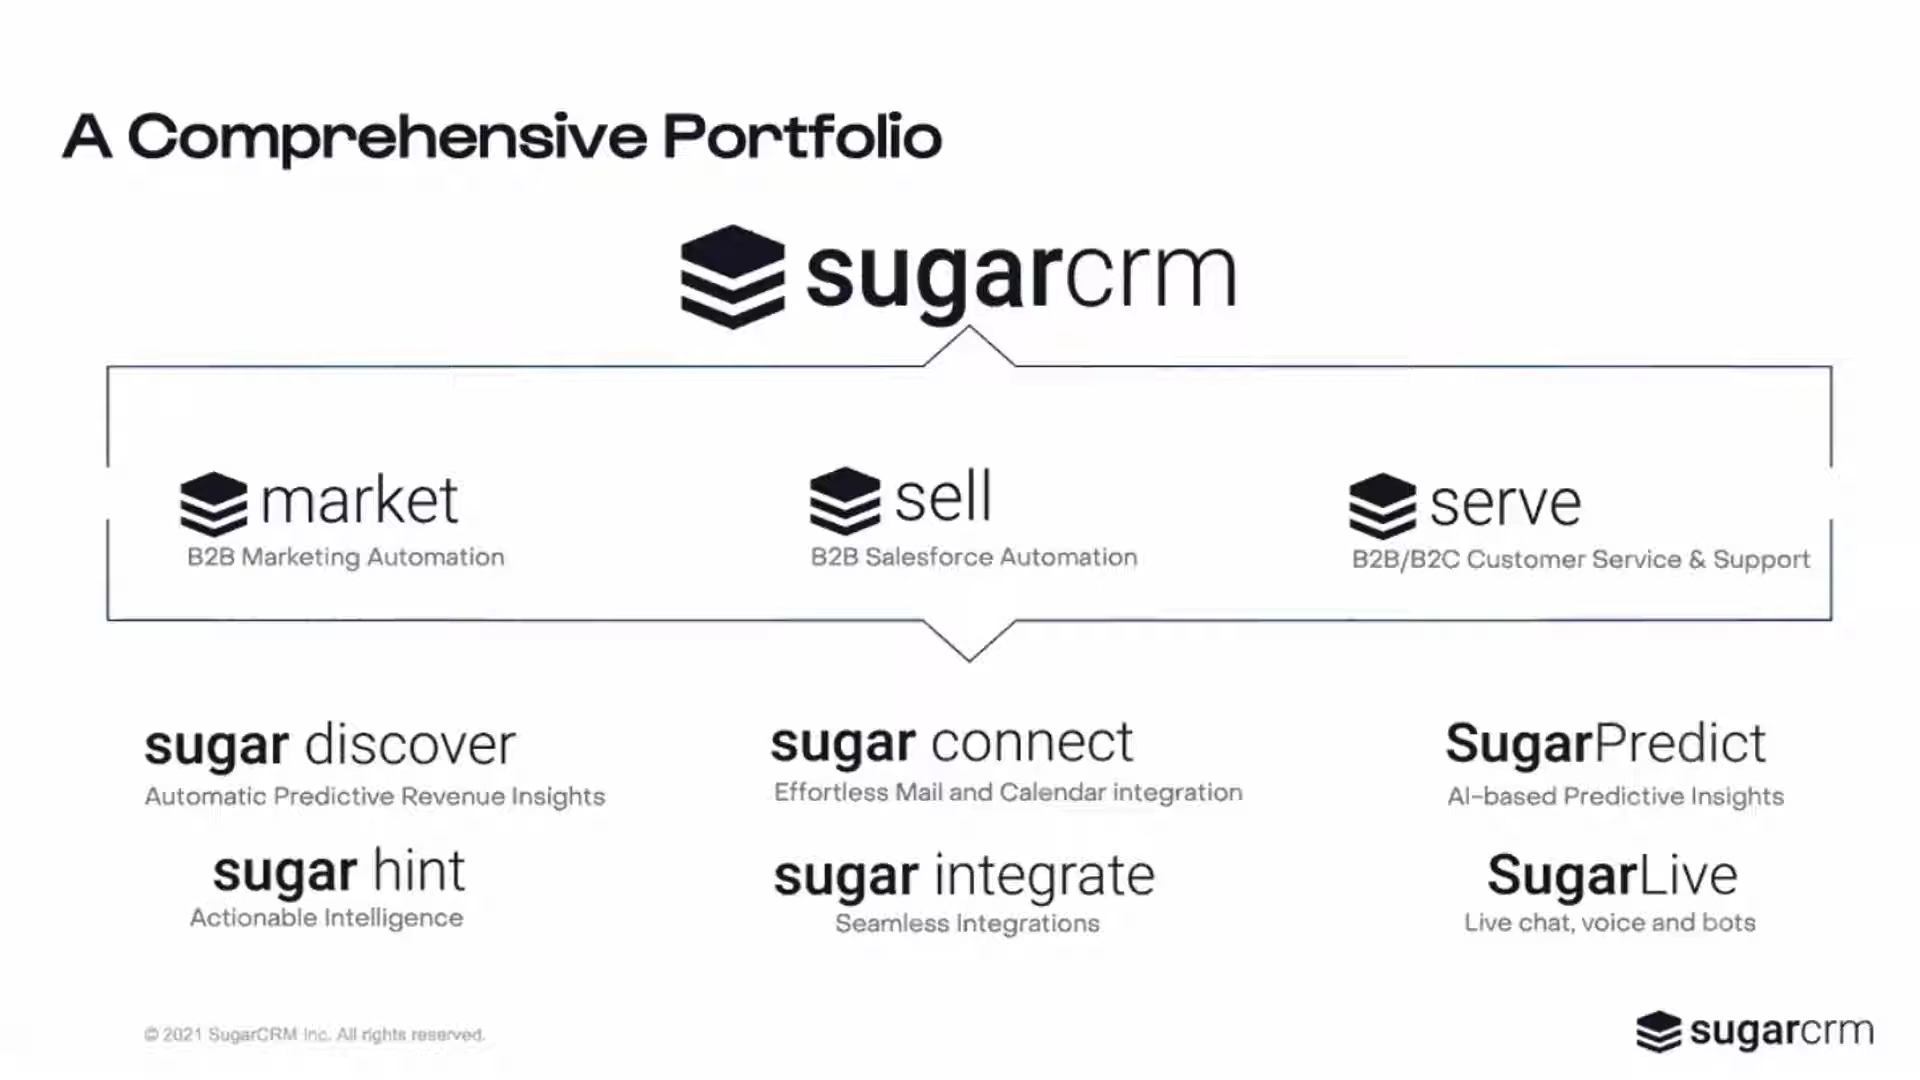 A Comprehensive Portfolio
sugarcrm
market
B2B Marketing Automation
sell
B2B Salesforce Automation
serve
B2B/B2C Customer Service & Support
sugar discover
Automatic Predictive Revenue Insights
sugar connect
Effortless Mail and Calendar integration
SugarPredict
AI-based Predictive Insights
sugar hint
Actionable Intelligence
sugar integrate
Seamless Integrations
SugarLive
Live chat, voice and bots
© 2021 SugarCRM Inc. All rights reserved.
sugarcrm